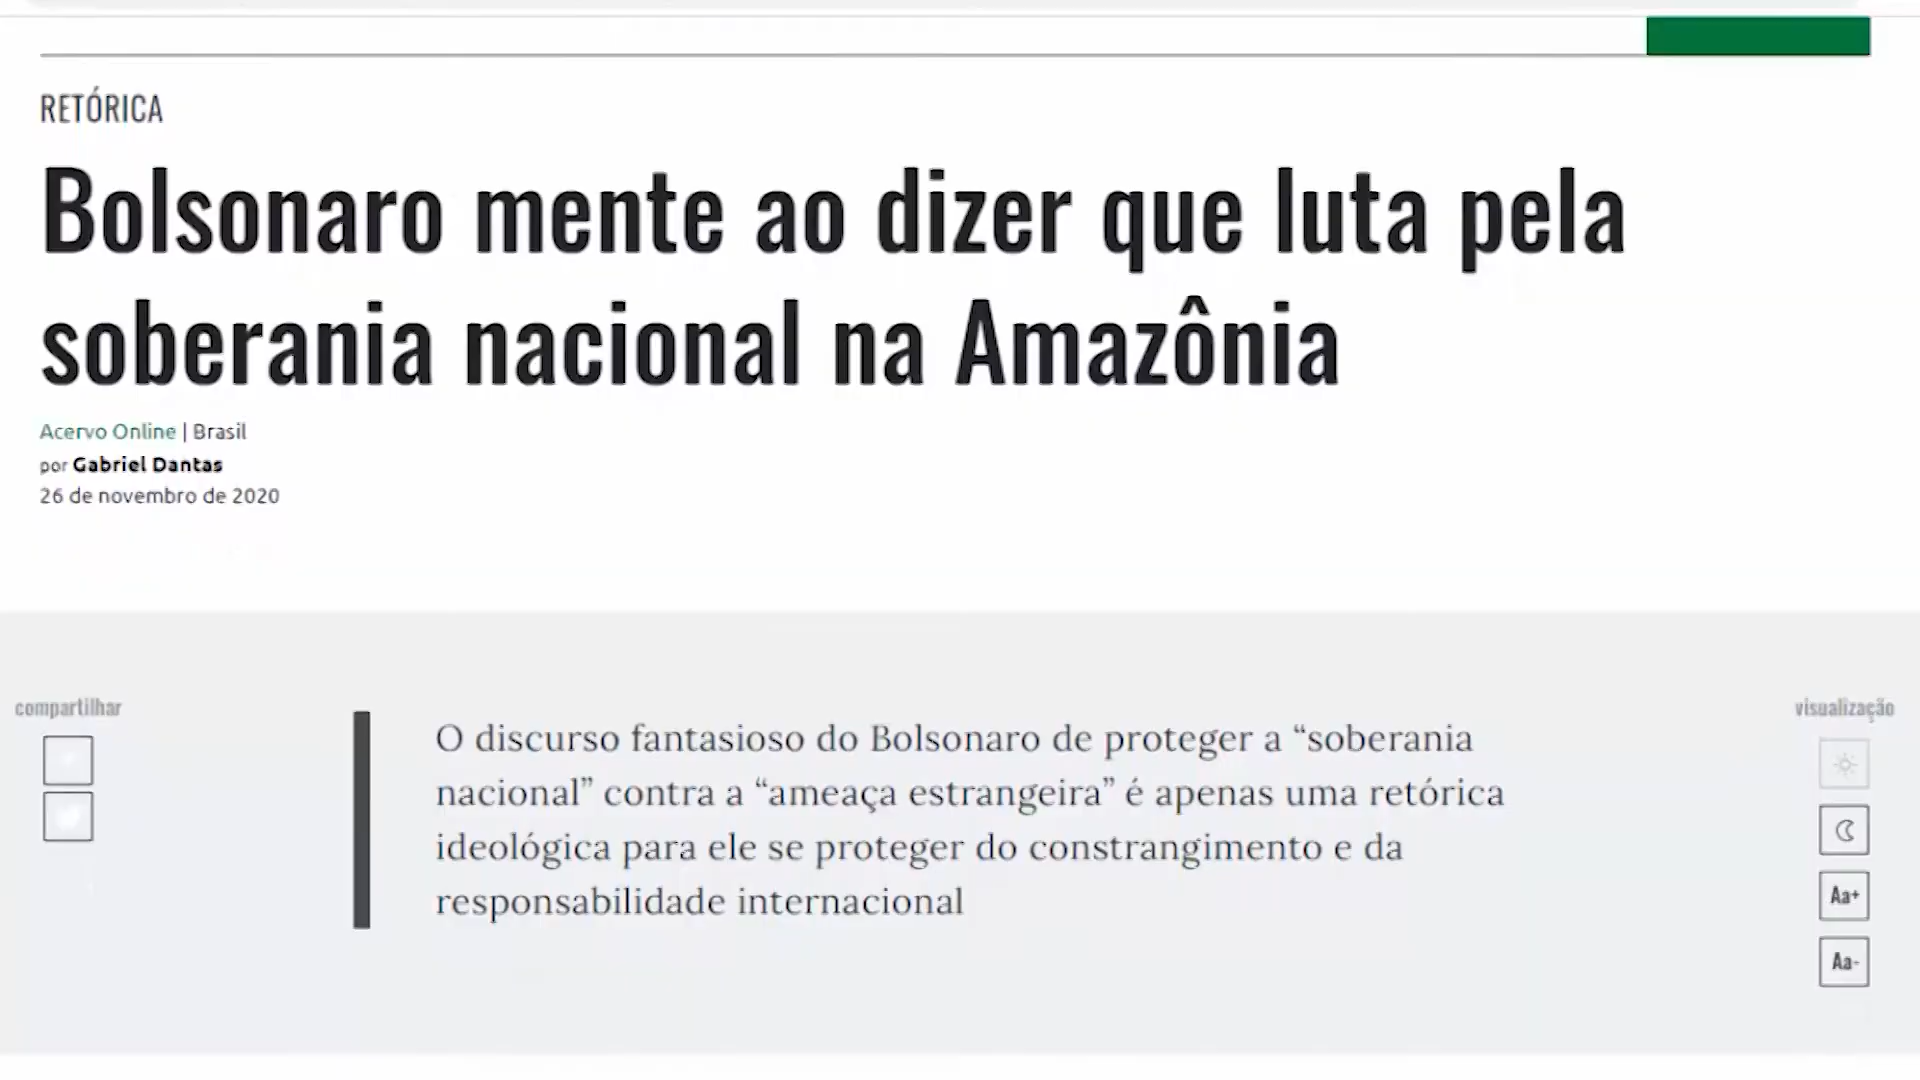 RETÓRICA
Bolsonaro mente ao dizer que luta pela
soberania nacional na Amazônia
Acervo Online | Brasil
por Gabriel Dantas
26 de novembro de 2020
compartilhar
visualização
O discurso fantasioso do Bolsonaro de proteger a “soberania
nacional” contra a “ameaça estrangeira” é apenas uma retórica
ideológica para ele se proteger do constrangimento e da
responsabilidade internacional
Aa+
Aa-